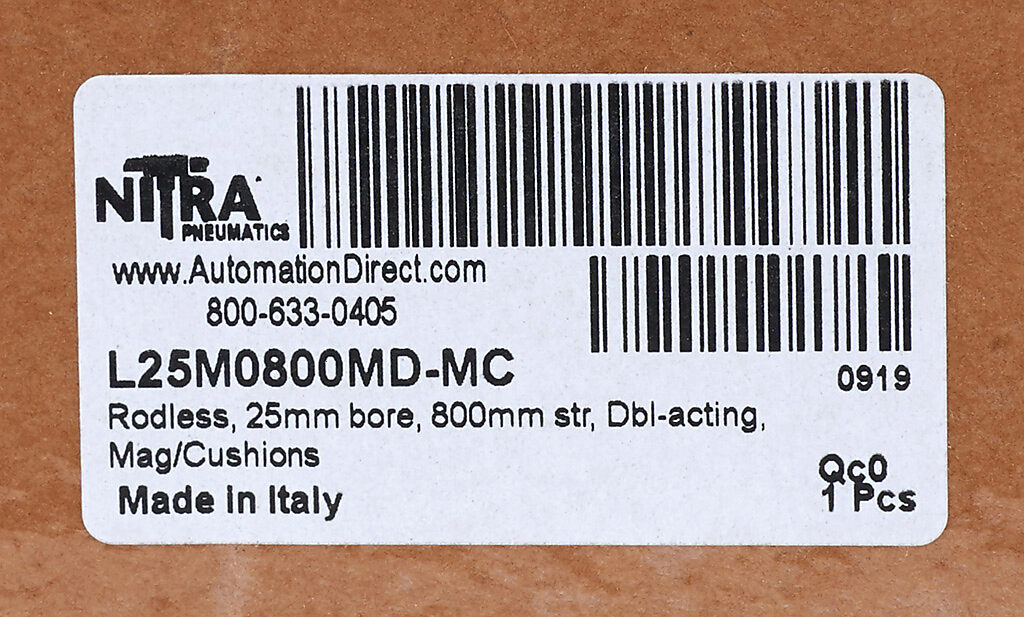 NITRA
PNEUMATICS
www.AutomationDirect.com
800-633-0405
L25M0800MD-MC
0919
Rodless, 25mm bore, 800mm str, Dbl-acting,
Mag/Cushions
Qc0
Made in Italy
1 Pcs